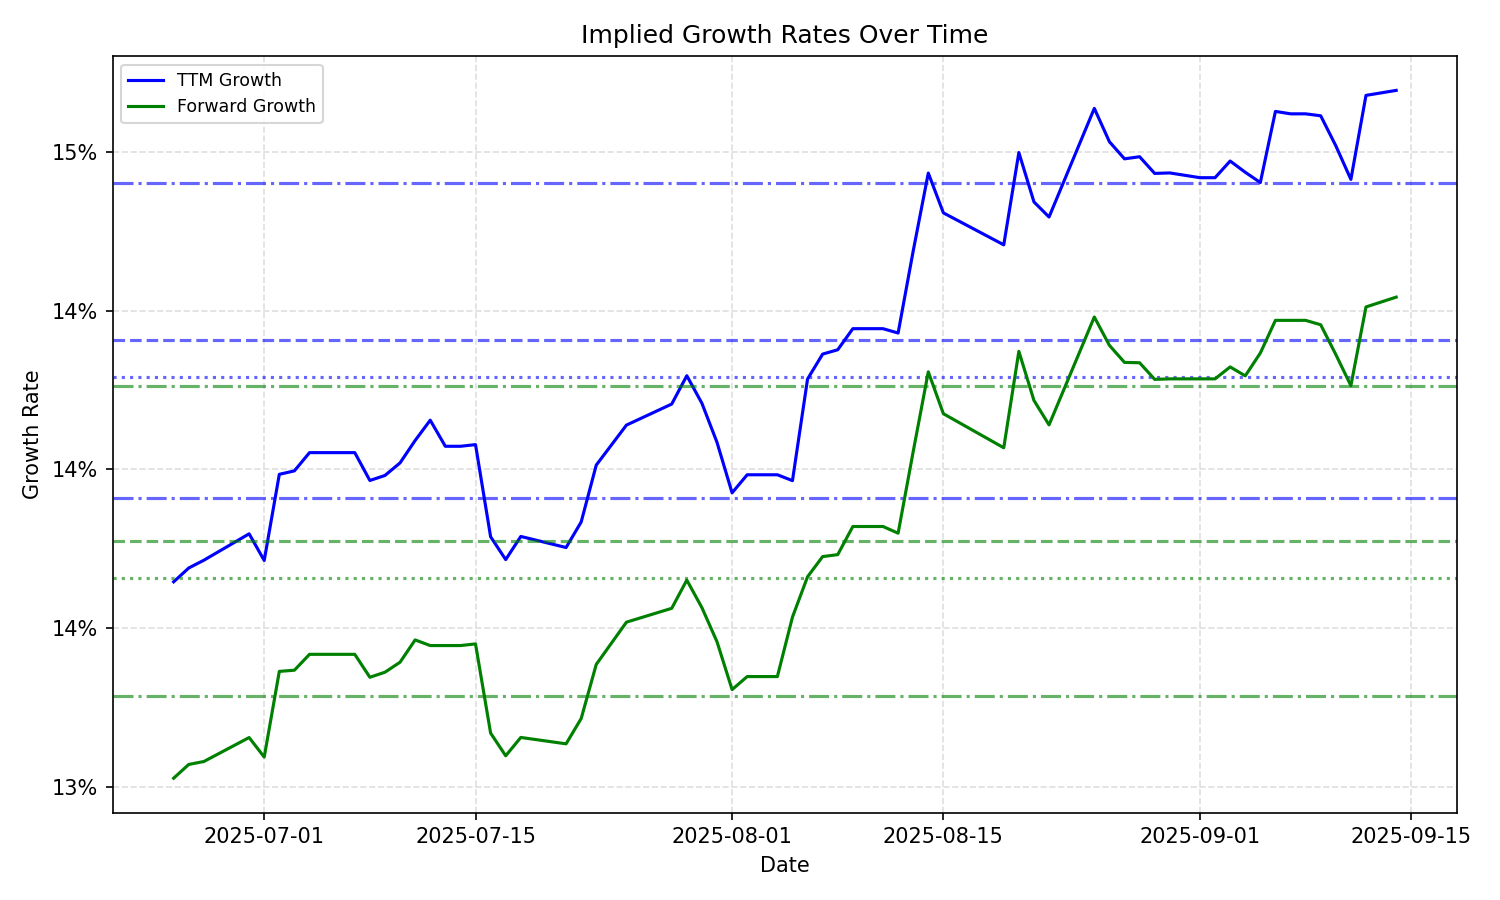 Implied Growth Rates Over Time
TTM Growth
Forward Growth
15%
14%
14%
14%
13%
Growth Rate
2025-07-01
2025-07-15
2025-08-01
2025-08-15
2025-09-01
2025-09-15
Date